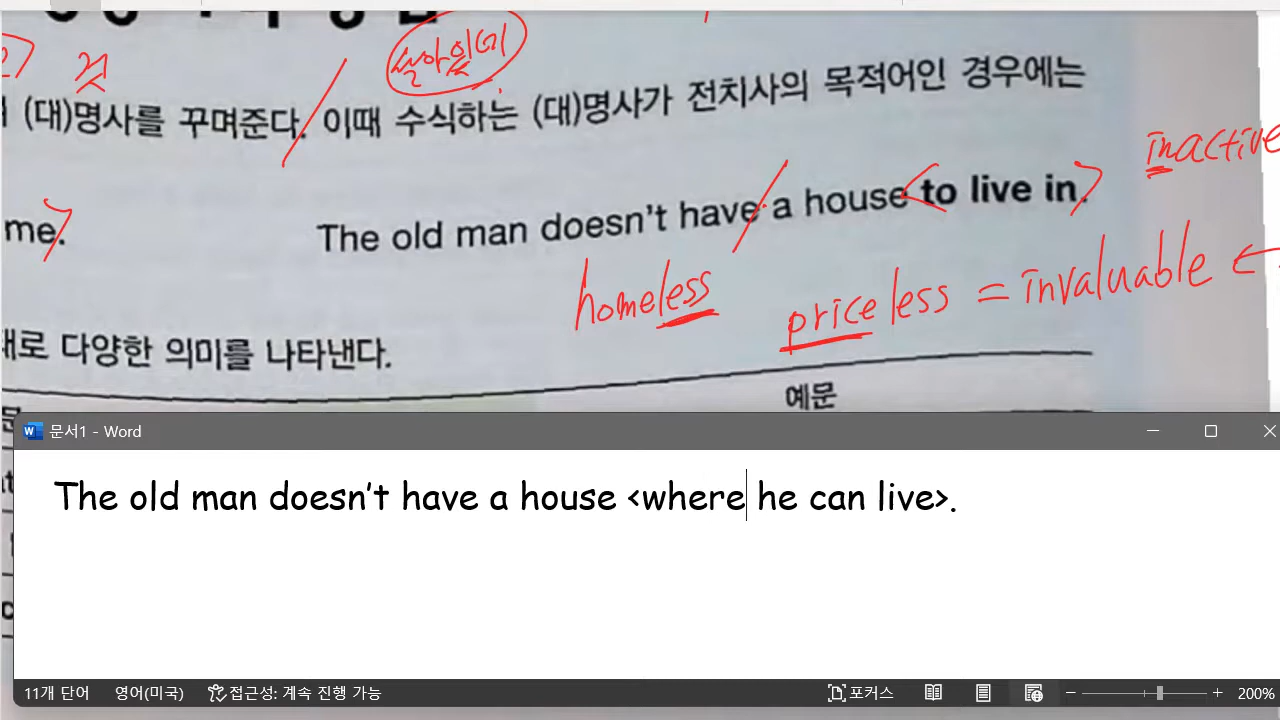 것
살아있네
(대)명사를 꾸며준다. 이때 수식하는 (대)명사가 전치사의 목적어인 경우에는
inactive
me.
The old man doesn't have a house to live in.
homeless
priceless = invaluable ←
대로 다양한 의미를 나타낸다.
예문
문서1 - Word
The old man doesn't have a house <where he can live>.
11개 단어 영어(미국) 접근성: 계속 진행 가능 포커스 200%